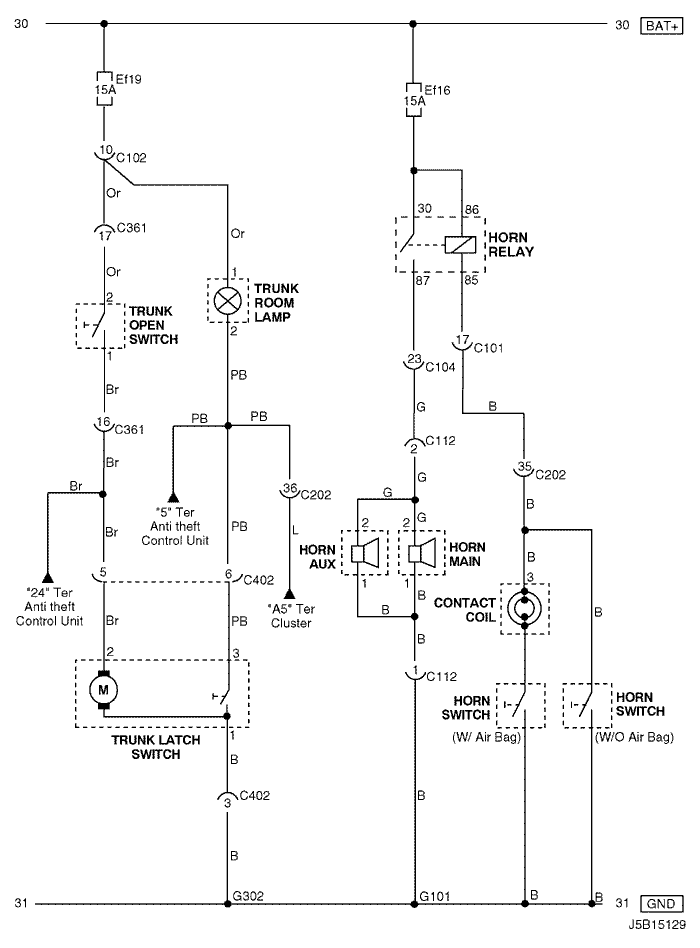 30
30 BAT+
Ef19
15A
Ef16
15A
10
C102
Or
17
C361
Or
Or
30
86
HORN
RELAY
87
85
2
TRUNK
OPEN
SWITCH
1
1
TRUNK
ROOM
LAMP
2
17
C101
23
C104
Br
PB
G
B
16
C361
PB
PB
2
C112
Br
Br
36
C202
35
C202
G
G
G
B
"5" Ter
Anti theft
Control Unit
Br
PB
L
HORN
AUX
2
1
2
1
HORN
MAIN
B
5
6
C402
"24" Ter
Anti theft
Control Unit
"A5" Ter
Cluster
3
CONTACT
COIL
B
B
B
B
Br
PB
2
3
M
1
TRUNK LATCH
SWITCH
1
C112
HORN
SWITCH
(W/ Air Bag)
HORN
SWITCH
(W/O Air Bag)
B
3
C402
B
B
31
G302
G101
B
B
31 GND
J5B15129